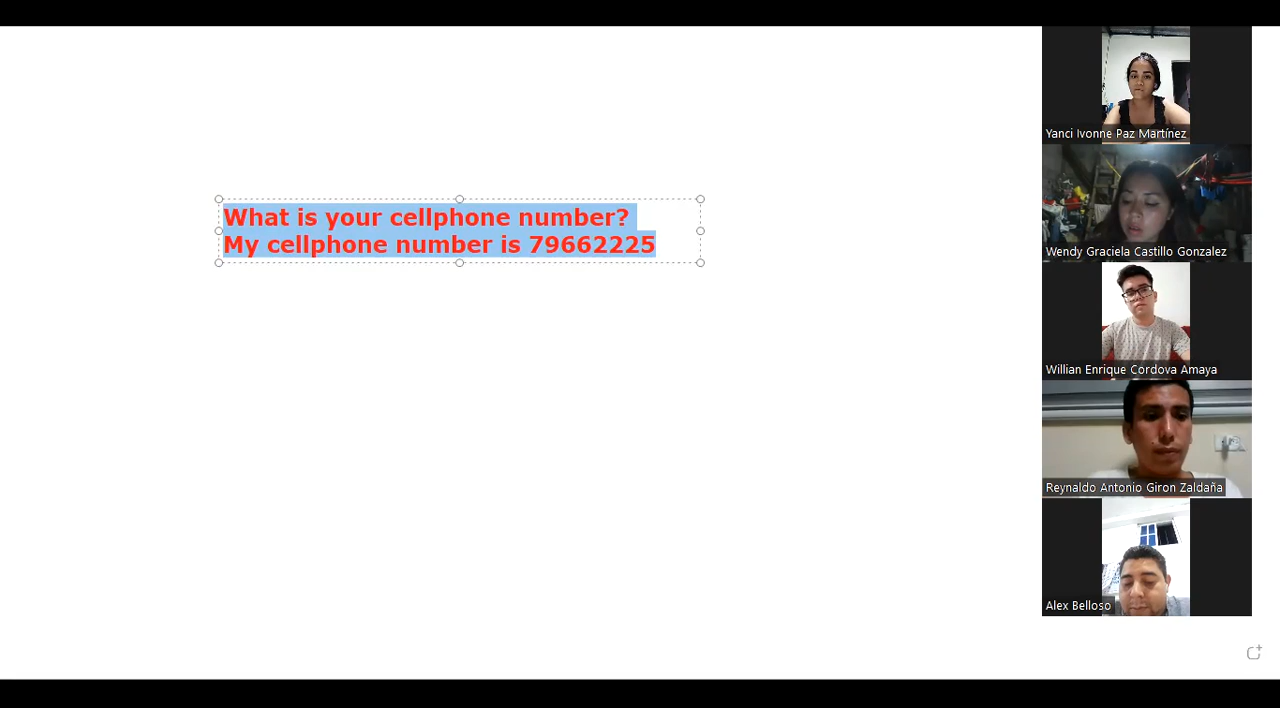 What is your cellphone number?
My cellphone number is 79662225
Yanci Ivonne Paz Martínez
Wendy Graciela Castillo Gonzalez
Willian Enrique Cordova Amaya
Reynaldo Antonio Giron Zaldaña
Alex Belloso